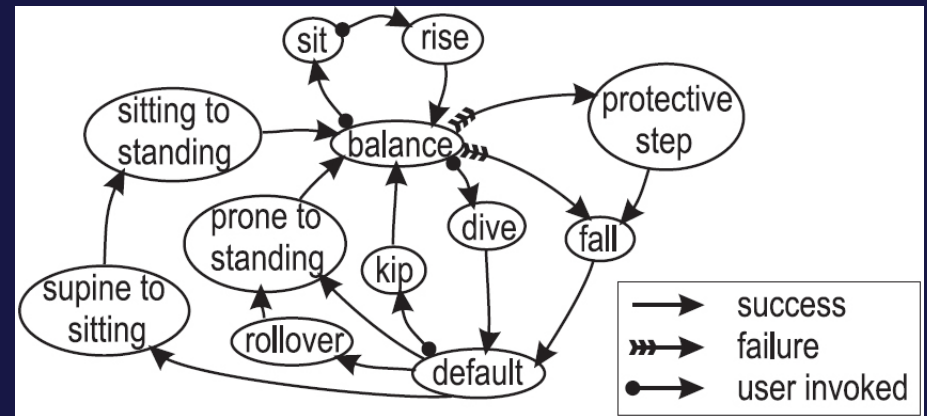 sit
rise
sitting to
standing
balance
protective
step
prone to
standing
dive
fall
kip
supine to
sitting
rollover
default
success
failure
user invoked